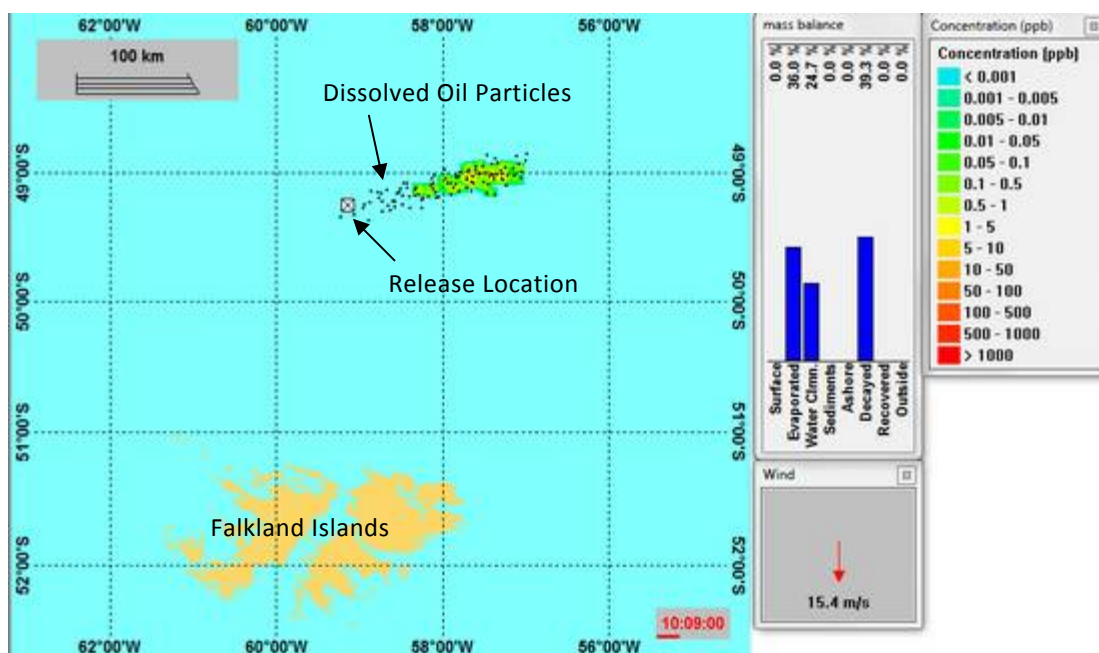 62°00'W 60°00'W 58°00'W 56°00'W
100 km
Dissolved Oil Particles
49°00'S 49°00'S
Release Location
50°00'S 50°00'S
51°00'S 51°00'S
Falkland Islands
52°00'S 52°00'S
10:09:00
62°00'W 60°00'W 58°00'W 56°00'W
mass balance
0.0 %
36.0 %
24.7 %
0.0 %
0.0 %
39.3 %
0.0 %
0.0 %
Surface
Evaporated
Water Clmn.
Sediments
Ashore
Decayed
Recovered
Outside
Wind
15.4 m/s
Concentration (ppb)
Concentration (ppb)
< 0.001
0.001 - 0.005
0.005 - 0.01
0.01 - 0.05
0.05 - 0.1
0.1 - 0.5
0.5 - 1
1 - 5
5 - 10
10 - 50
50 - 100
100 - 500
500 - 1000
> 1000